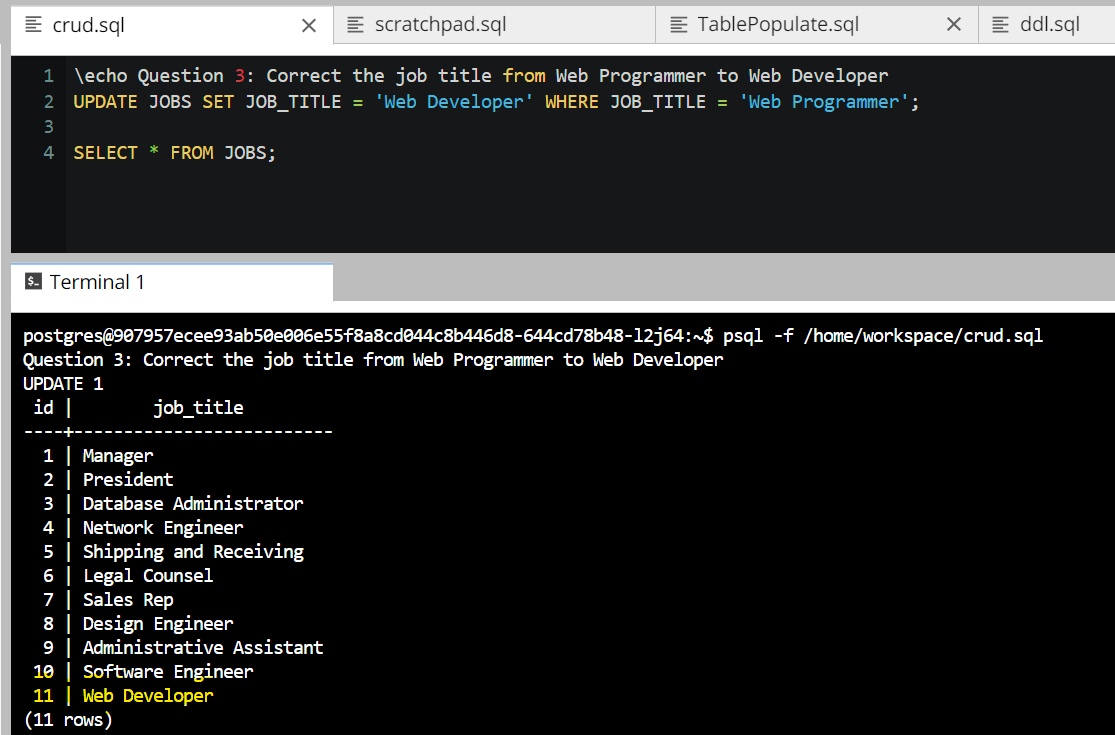 crud.sql
scratchpad.sql
TablePopulate.sql
ddl.sql
1 \echo Question 3: Correct the job title from Web Programmer to Web Developer
2 UPDATE JOBS SET JOB_TITLE = 'Web Developer' WHERE JOB_TITLE = 'Web Programmer';
3
4 SELECT * FROM JOBS;
$_ Terminal 1
postgres@907957ecee93ab50e006e55f8a8cd044c8b446d8-644cd78b48-l2j64:~$ psql -f /home/workspace/crud.sql
Question 3: Correct the job title from Web Programmer to Web Developer
UPDATE 1
 id |        job_title
----+--------------------------
  1 | Manager
  2 | President
  3 | Database Administrator
  4 | Network Engineer
  5 | Shipping and Receiving
  6 | Legal Counsel
  7 | Sales Rep
  8 | Design Engineer
  9 | Administrative Assistant
 10 | Software Engineer
 11 | Web Developer
(11 rows)